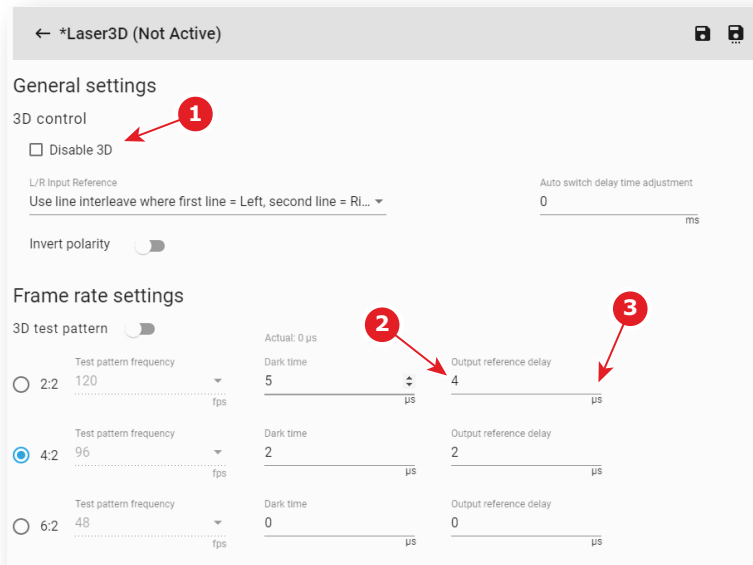 ← *Laser3D (Not Active)
General settings
3D control
1
Disable 3D
L/R Input Reference
Auto switch delay time adjustment
Use line interleave where first line = Left, second line = Ri...
0
ms
Invert polarity
Frame rate settings
2
3
3D test pattern
Actual: 0 µs
Test pattern frequency Dark time Output reference delay
2:2 120 5 4
fps µs µs
Test pattern frequency Dark time Output reference delay
4:2 96 2 2
fps µs µs
Test pattern frequency Dark time Output reference delay
6:2 48 0 0
fps µs µs